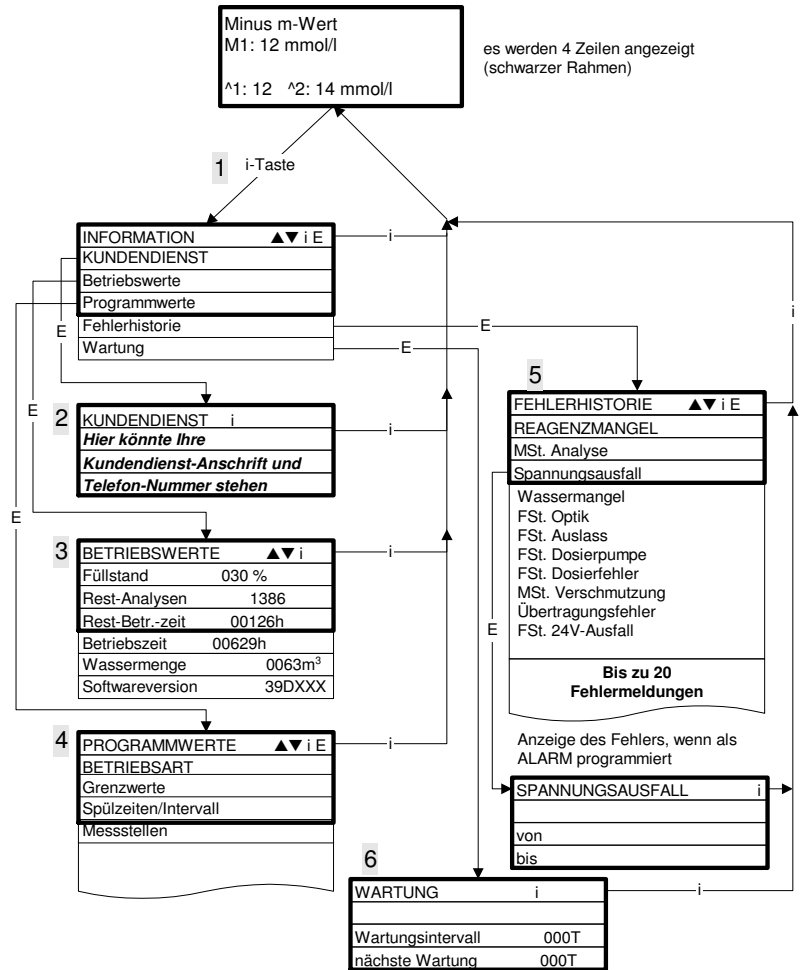 Minus m-Wert
M1: 12 mmol/l
^1: 12 ^2: 14 mmol/l
es werden 4 Zeilen angezeigt
(schwarzer Rahmen)
1 i-Taste
INFORMATION ▲▼ i E
KUNDENDIENST
Betriebswerte
Programmwerte
Fehlerhistorie
Wartung
i
E
E
E
E
E
i
2
KUNDENDIENST i
Hier könnte Ihre
Kundendienst-Anschrift und
Telefon-Nummer stehen
i
3
BETRIEBSWERTE ▲▼ i
Füllstand 030 %
Rest-Analysen 1386
Rest-Betr.-zeit 00126h
Betriebszeit 00629h
Wassermenge 0063m³
Softwareversion 39DXXX
i
4
PROGRAMMWERTE ▲▼ i E
BETRIEBSART
Grenzwerte
Spülzeiten/Intervall
Messstellen
i
5
FEHLERHISTORIE ▲▼ i E
REAGENZMANGEL
MSt. Analyse
Spannungsausfall
Wassermangel
FSt. Optik
FSt. Auslass
FSt. Dosierpumpe
FSt. Dosierfehler
MSt. Verschmutzung
Übertragungsfehler
FSt. 24V-Ausfall
Bis zu 20
Fehlermeldungen
E
Anzeige des Fehlers, wenn als
ALARM programmiert
SPANNUNGSAUSFALL i
von
bis
6
WARTUNG i
Wartungsintervall 000T
nächste Wartung 000T
i